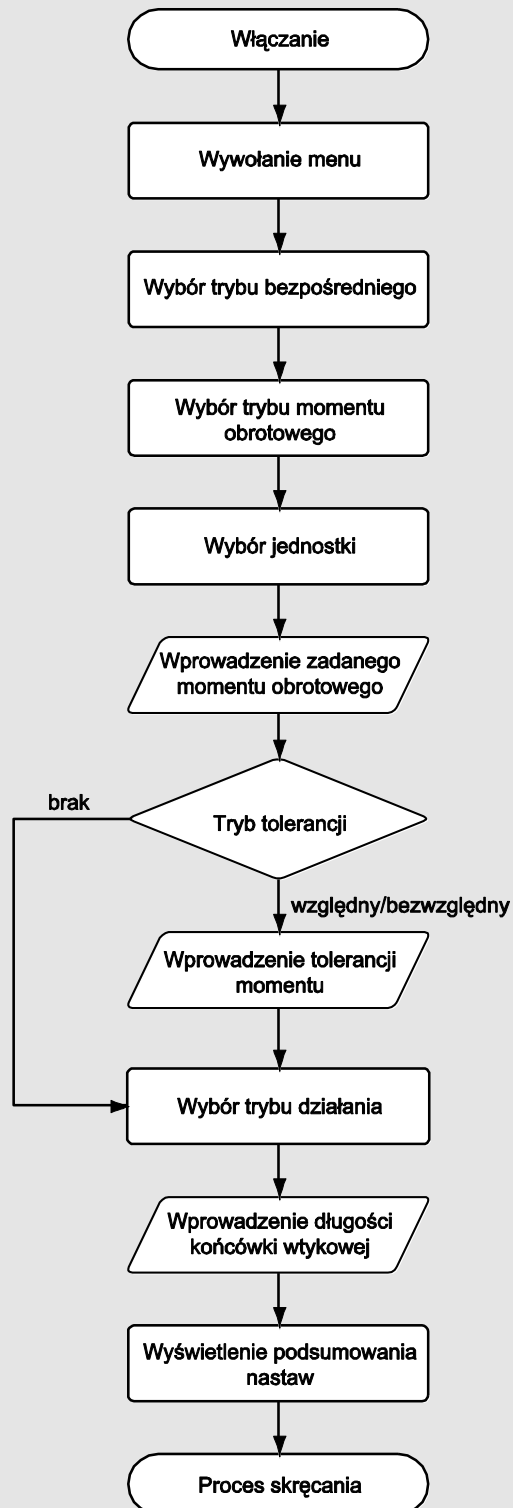 Włączanie
Wywołanie menu
Wybór trybu bezpośredniego
Wybór trybu momentu
obrotowego
Wybór jednostki
Wprowadzenie zadanego
momentu obrotowego
brak
Tryb tolerancji
względny/bezwzględny
Wprowadzenie tolerancji
momentu
Wybór trybu działania
Wprowadzenie długości
końcówki wtykowej
Wyświetlenie podsumowania
nastaw
Proces skręcania